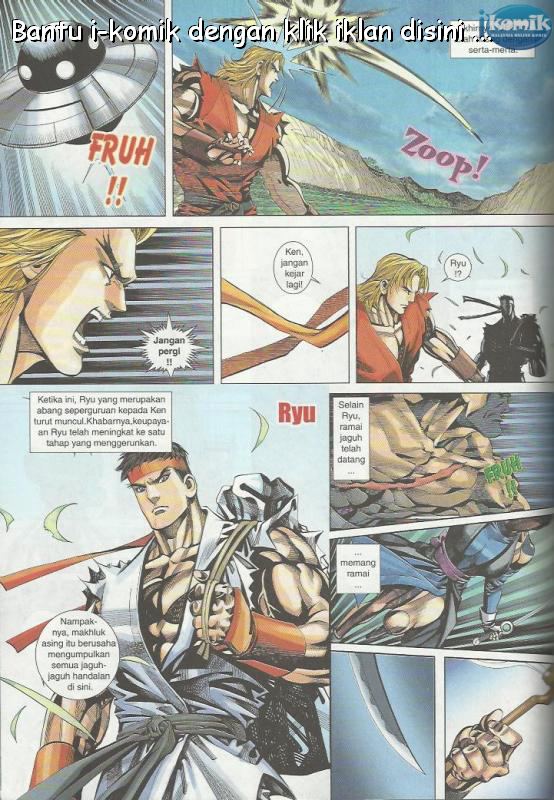 Bantu i-komik dengan klik iklan disini ...
i komik
serta-merta.
FRUH
!!
Zoop!
Jangan
pergi !!
Ken,
jangan
kejar
lagi!
Ryu
!?
Ketika ini, Ryu yang merupakan
abang seperguruan kepada Ken
turut muncul.Khabarnya,keupaya-
an Ryu telah meningkat ke satu
tahap yang menggerunkan.
Ryu
Selain
Ryu,
ramai
jaguh
telah
datang
...
FRUH
!!
...
memang
ramai
...
Nampak-
nya, makhluk
asing itu berusaha
mengumpulkan
semua jaguh-
jaguh handalan
di sini.